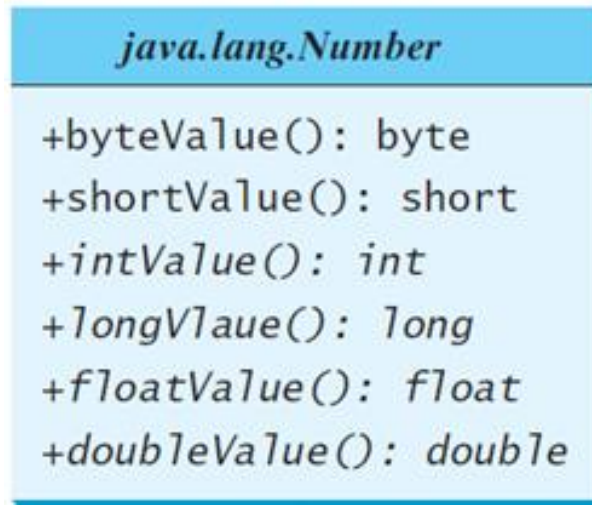 java.lang.Number
+byteValue(): byte
+shortValue(): short
+intValue(): int
+longVlaue(): long
+floatValue(): float
+doubleValue(): double